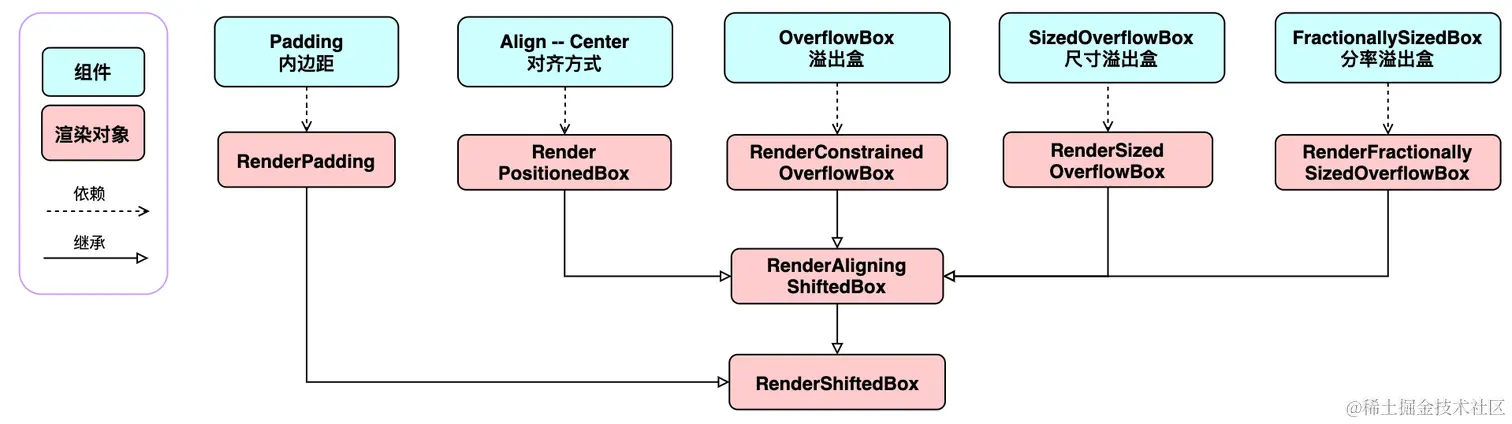 组件
渲染对象
依赖
继承
Padding
内边距
Align -- Center
对齐方式
OverflowBox
溢出盒
SizedOverflowBox
尺寸溢出盒
FractionallySizedBox
分率溢出盒
RenderPadding
Render
PositionedBox
RenderConstrained
OverflowBox
RenderSized
OverflowBox
RenderFractionally
SizedOverflowBox
RenderAligning
ShiftedBox
RenderShiftedBox
@稀土掘金技术社区